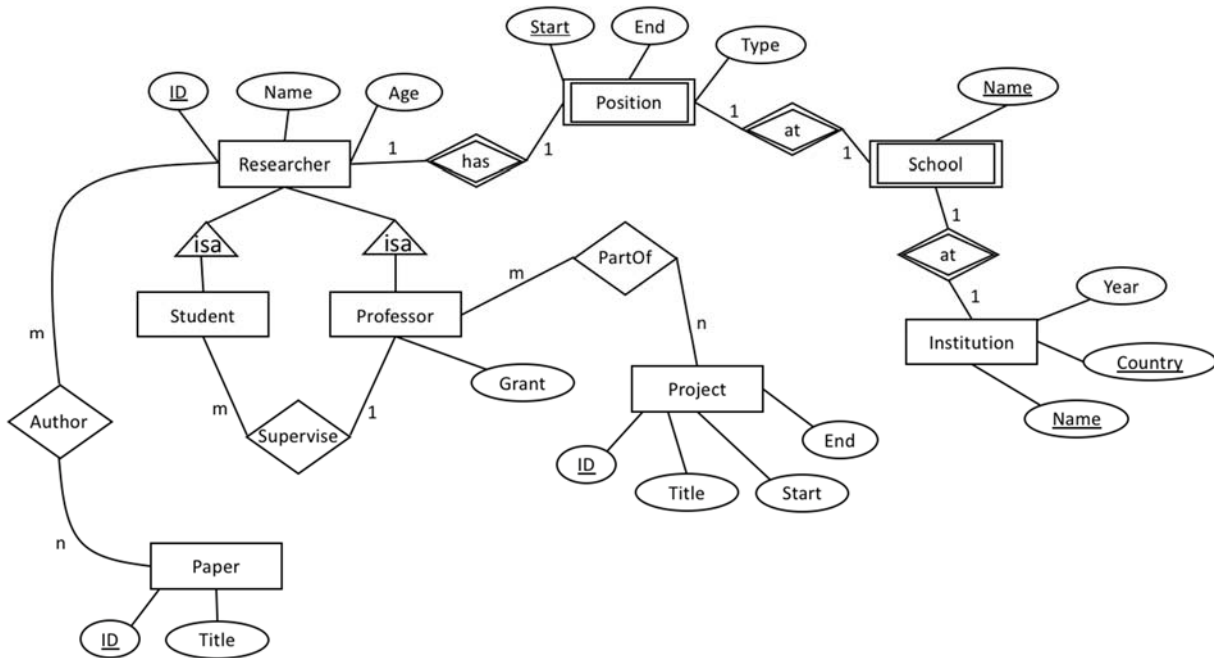 Start
End
Type
ID
Name
Age
Position
Name
1
at
Researcher
1
has
1
1
School
isa
isa
PartOf
1
at
m
Year
Student
Professor
1
Institution
m
n
Country
Grant
Project
Name
Author
m
1
Supervise
End
ID
Title
Start
n
Paper
ID
Title